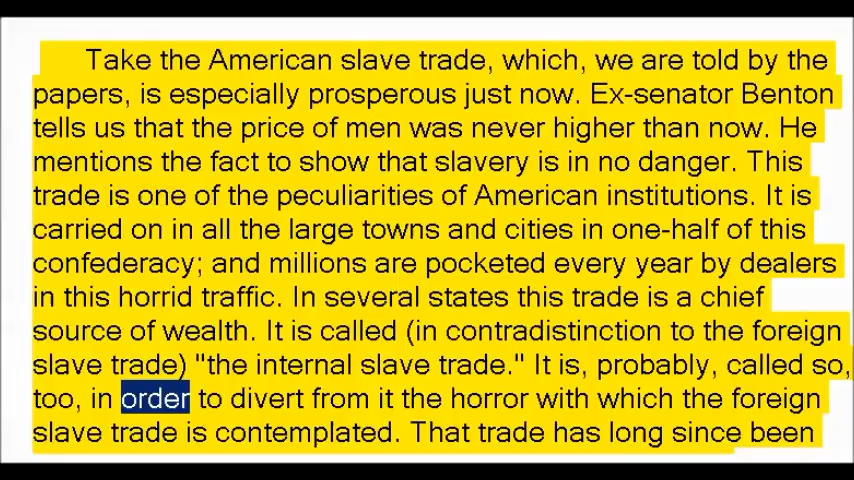 Take the American slave trade, which, we are told by the
papers, is especially prosperous just now. Ex-senator Benton
tells us that the price of men was never higher than now. He
mentions the fact to show that slavery is in no danger. This
trade is one of the peculiarities of American institutions. It is
carried on in all the large towns and cities in one-half of this
confederacy; and millions are pocketed every year by dealers
in this horrid traffic. In several states this trade is a chief
source of wealth. It is called (in contradistinction to the foreign
slave trade) "the internal slave trade." It is, probably, called so,
too, in order to divert from it the horror with which the foreign
slave trade is contemplated. That trade has long since been